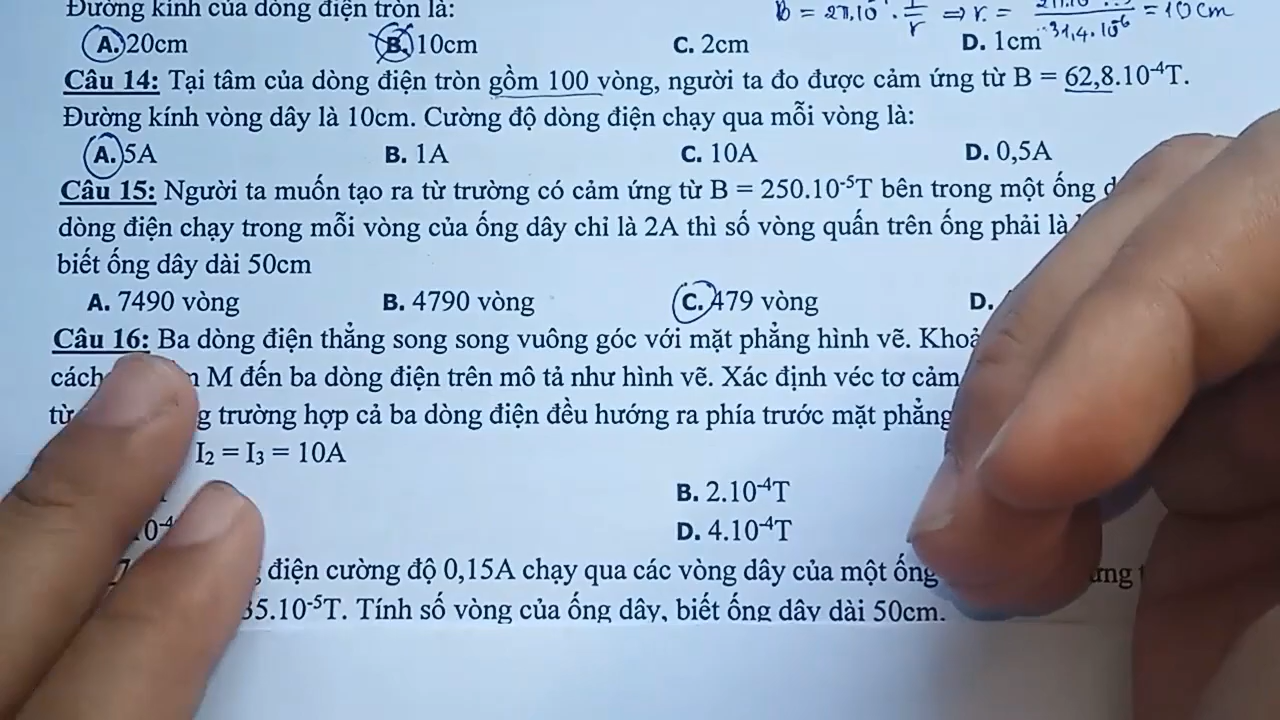 Đường kính của dòng điện tròn là:
B = 2π.10 . r ⇒ r = = 10cm
31,4.10⁶
A. 20cm B. 10cm C. 2cm D. 1cm
Câu 14: Tại tâm của dòng điện tròn gồm 100 vòng, người ta đo được cảm ứng từ B = 62,8.10⁻⁴T.
Đường kính vòng dây là 10cm. Cường độ dòng điện chạy qua mỗi vòng là:
A. 5A B. 1A C. 10A D. 0,5A
Câu 15: Người ta muốn tạo ra từ trường có cảm ứng từ B = 250.10⁻⁵T bên trong một ống
dòng điện chạy trong mỗi vòng của ống dây chỉ là 2A thì số vòng quấn trên ống phải là
biết ống dây dài 50cm
A. 7490 vòng B. 4790 vòng C. 479 vòng D.
Câu 16: Ba dòng điện thẳng song song vuông góc với mặt phẳng hình vẽ.
cách M đến ba dòng điện trên mô tả như hình vẽ. Xác định véc tơ cảm
từ trường hợp cả ba dòng điện đều hướng ra phía trước mặt phẳng
I₂ = I₃ = 10A
B. 2.10⁻⁴T
D. 4.10⁻⁴T
điện cường độ 0,15A chạy qua các vòng dây của một ống
35.10⁻⁵T. Tính số vòng của ống dây, biết ống dây dài 50cm.